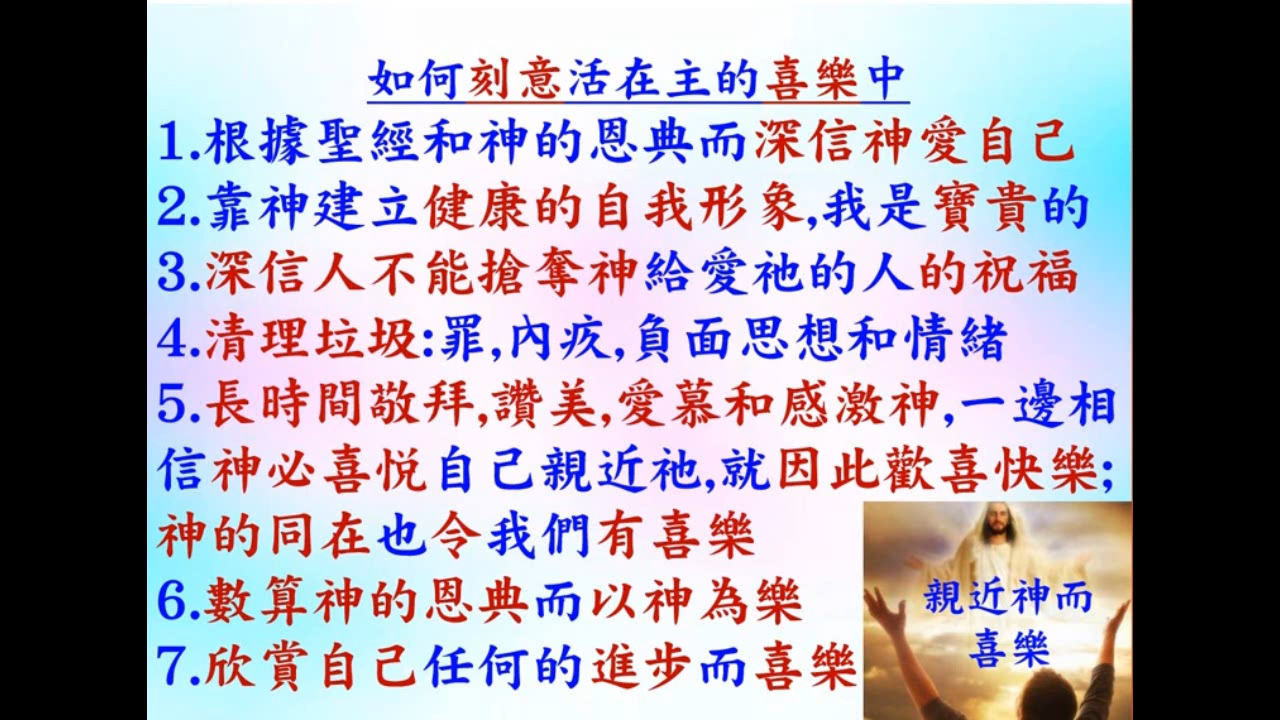 如何刻意活在主的喜樂中
1.根據聖經和神的恩典而深信神愛自己
2.靠神建立健康的自我形象,我是寶貴的
3.深信人不能搶奪神給愛祂的人的祝福
4.清理垃圾:罪,內疚,負面思想和情緒
5.長時間敬拜,讚美,愛慕和感激神,一邊相
信神必喜悅自己親近祂,就因此歡喜快樂;
神的同在也令我們有喜樂
6.數算神的恩典而以神為樂
7.欣賞自己任何的進步而喜樂
親近神而
喜樂